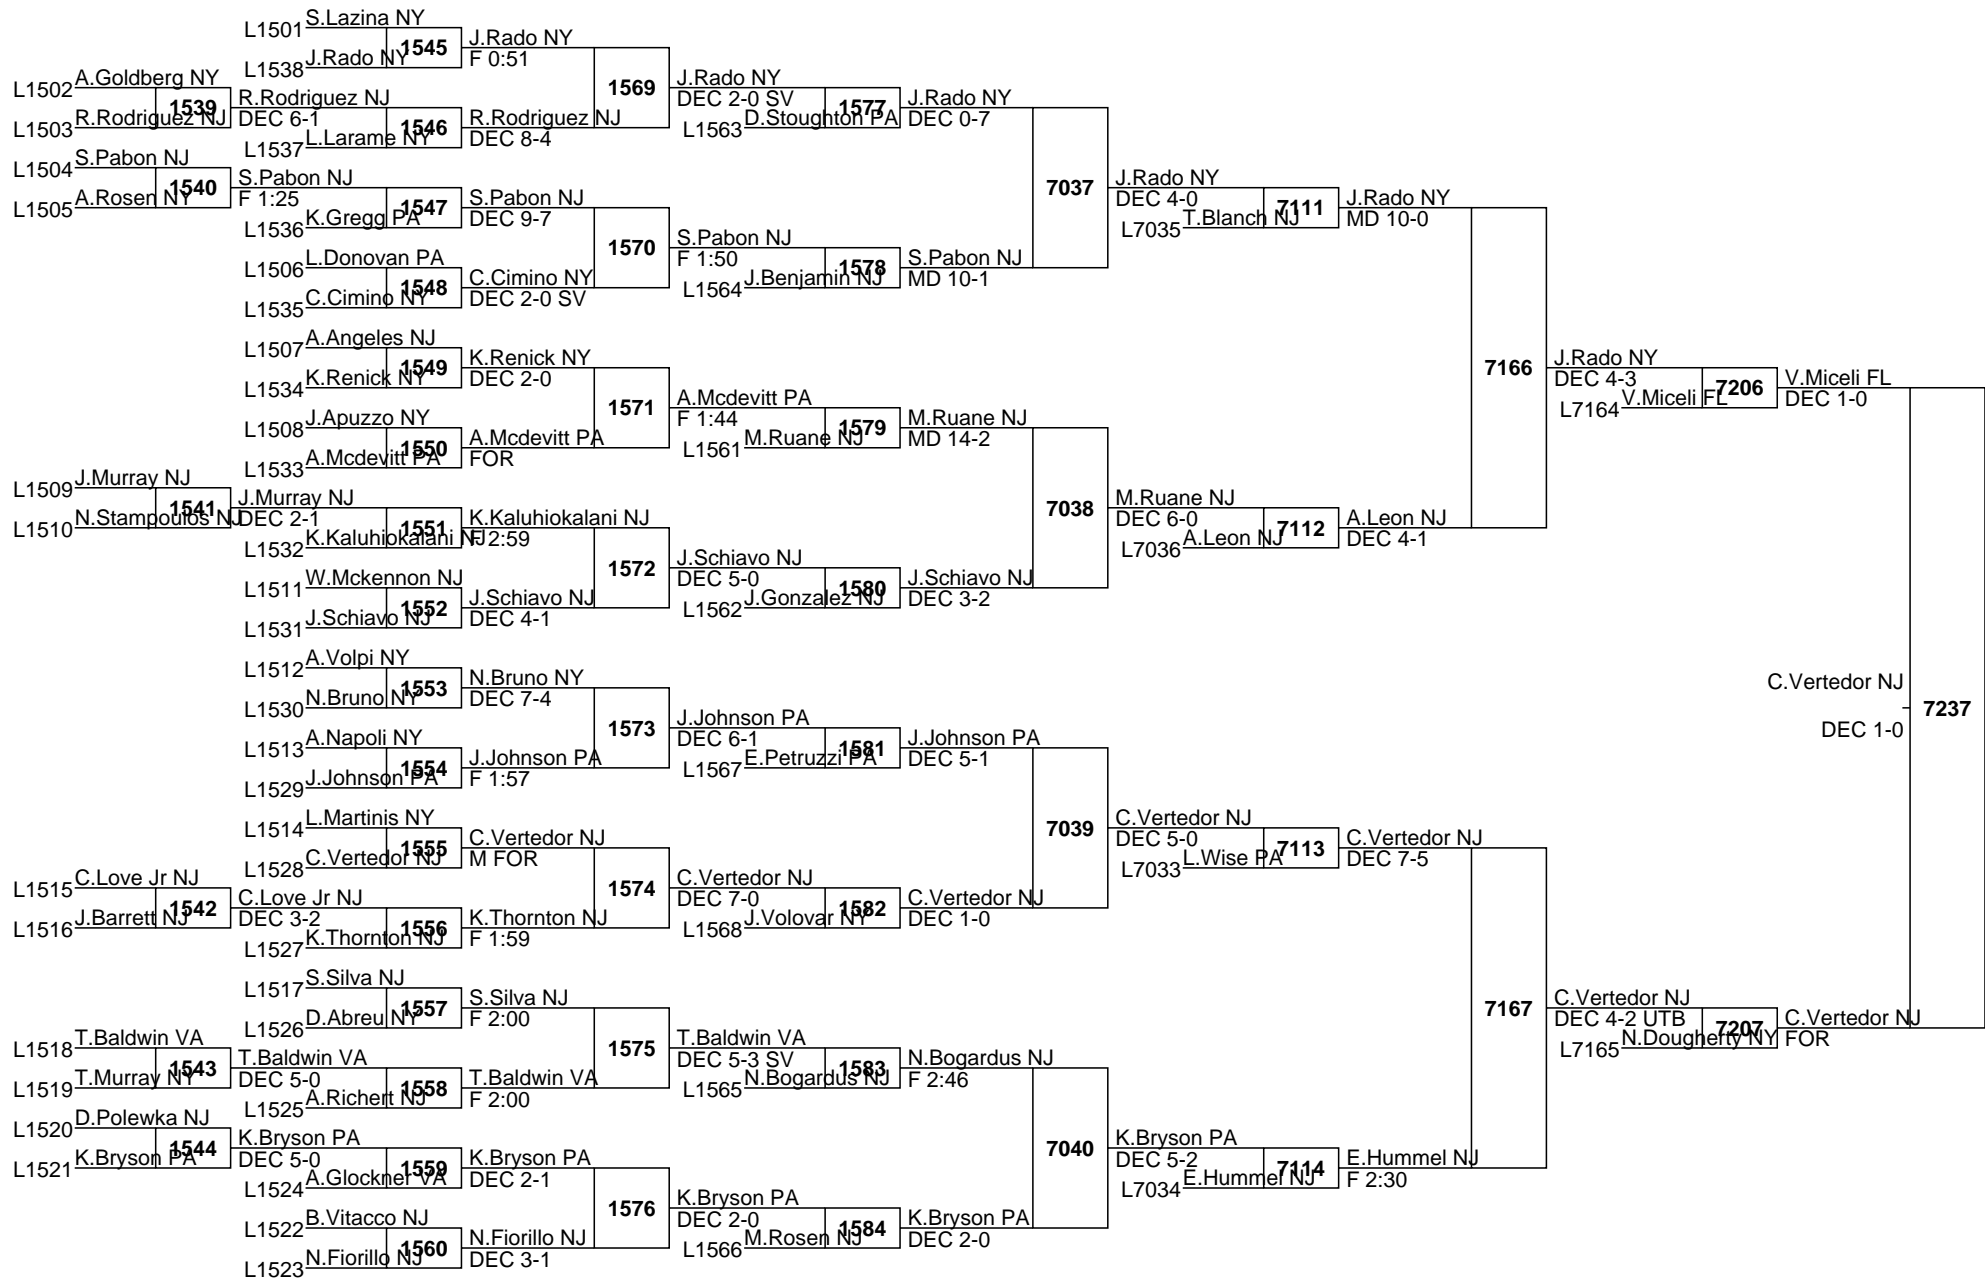 S.Lazina NY
L1501
1545
J.Rado NY
F 0:51
J.Rado NY
L1538
1569
J.Rado NY
DEC 2-0 SV
A.Goldberg NY
L1502
1539
R.Rodriguez NJ
DEC 6-1
R.Rodriguez NJ
L1503
1546
R.Rodriguez NJ
DEC 8-4
L.Larame NY
L1537
1577
J.Rado NY
DEC 0-7
D.Stoughton PA
L1563
S.Pabon NJ
L1504
1540
S.Pabon NJ
F 1:25
A.Rosen NY
L1505
1547
S.Pabon NJ
DEC 9-7
K.Gregg PA
L1536
7037
J.Rado NY
DEC 4-0
7111
J.Rado NY
MD 10-0
T.Blanch NJ
L7035
1570
S.Pabon NJ
F 1:50
L.Donovan PA
L1506
1548
C.Cimino NY
DEC 2-0 SV
C.Cimino NY
L1535
1578
S.Pabon NJ
MD 10-1
J.Benjamin NJ
L1564
A.Angeles NJ
L1507
1549
K.Renick NY
DEC 2-0
K.Renick NY
L1534
7166
J.Rado NY
DEC 4-3
7206
V.Miceli FL
DEC 1-0
V.Miceli FL
L7164
1571
A.Mcdevitt PA
F 1:44
J.Apuzzo NY
L1508
1550
A.Mcdevitt PA
FOR
A.Mcdevitt PA
L1533
1579
M.Ruane NJ
MD 14-2
M.Ruane NJ
L1561
J.Murray NJ
L1509
1541
J.Murray NJ
DEC 2-1
N.Stampoulos NJ
L1510
1551
K.Kaluhiokalani NJ
F 2:59
K.Kaluhiokalani NJ
L1532
7038
M.Ruane NJ
DEC 6-0
7112
A.Leon NJ
DEC 4-1
A.Leon NJ
L7036
1572
J.Schiavo NJ
DEC 5-0
W.Mckennon NJ
L1511
1552
J.Schiavo NJ
DEC 4-1
J.Schiavo NJ
L1531
1580
J.Schiavo NJ
DEC 3-2
J.Gonzalez NJ
L1562
A.Volpi NY
L1512
1553
N.Bruno NY
DEC 7-4
N.Bruno NY
L1530
C.Vertedor NJ
7237
DEC 1-0
1573
J.Johnson PA
DEC 6-1
A.Napoli NY
L1513
1554
J.Johnson PA
F 1:57
J.Johnson PA
L1529
1581
J.Johnson PA
DEC 5-1
E.Petruzzi PA
L1567
L.Martinis NY
L1514
1555
C.Vertedor NJ
M FOR
C.Vertedor NJ
L1528
7039
C.Vertedor NJ
DEC 5-0
7113
C.Vertedor NJ
DEC 7-5
L.Wise PA
L7033
C.Love Jr NJ
L1515
1542
C.Love Jr NJ
DEC 3-2
J.Barrett NJ
L1516
1574
C.Vertedor NJ
DEC 7-0
1556
K.Thornton NJ
F 1:59
K.Thornton NJ
L1527
1582
C.Vertedor NJ
DEC 1-0
J.Volovar NY
L1568
S.Silva NJ
L1517
1557
S.Silva NJ
F 2:00
D.Abreu NY
L1526
7167
C.Vertedor NJ
DEC 4-2 UTB
7207
C.Vertedor NJ
FOR
N.Dougherty NY
L7165
T.Baldwin VA
L1518
1543
T.Baldwin VA
DEC 5-0
T.Murray NY
L1519
1575
T.Baldwin VA
DEC 5-3 SV
1558
T.Baldwin VA
F 2:00
A.Richert NJ
L1525
1583
N.Bogardus NJ
F 2:46
N.Bogardus NJ
L1565
D.Polewka NJ
L1520
1544
K.Bryson PA
DEC 5-0
K.Bryson PA
L1521
1559
K.Bryson PA
DEC 2-1
A.Glockner VA
L1524
7040
K.Bryson PA
DEC 5-2
7114
E.Hummel NJ
F 2:30
E.Hummel NJ
L7034
1576
K.Bryson PA
DEC 2-0
B.Vitacco NJ
L1522
1560
N.Fiorillo NJ
DEC 3-1
N.Fiorillo NJ
L1523
1584
K.Bryson PA
DEC 2-0
M.Rosen NJ
L1566